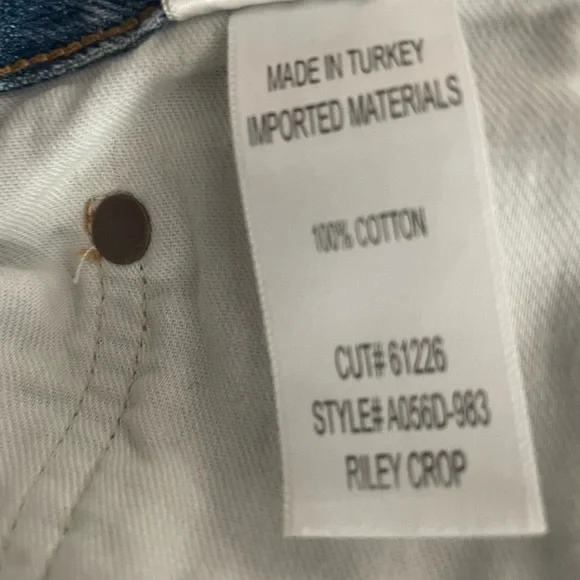 MADE IN TURKEY
IMPORTED MATERIALS
100% COTTON
CUT# 61226
STYLE# A056D-983
RILEY CROP